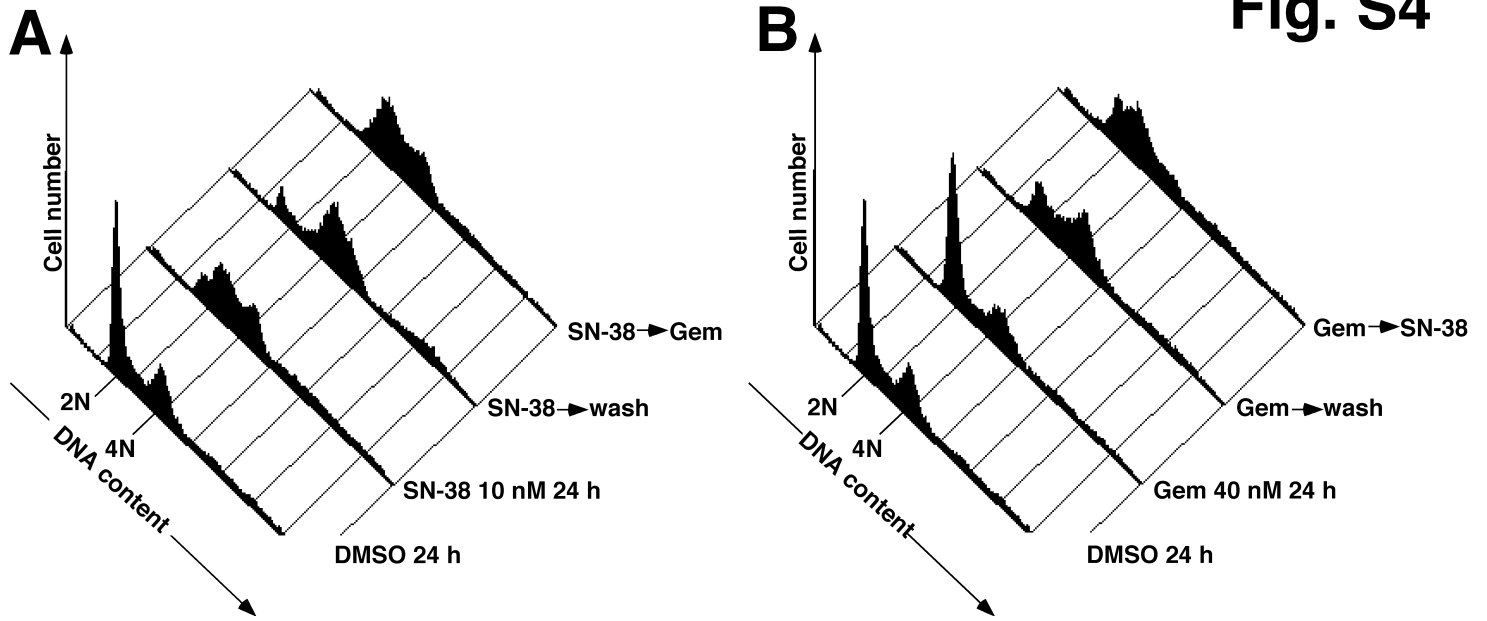 Fig. S4
A
Cell number
2N
4N
DNA content
SN-38→Gem
SN-38→wash
SN-38 10 nM 24 h
DMSO 24 h
B
Cell number
2N
4N
DNA content
Gem→SN-38
Gem→wash
Gem 40 nM 24 h
DMSO 24 h